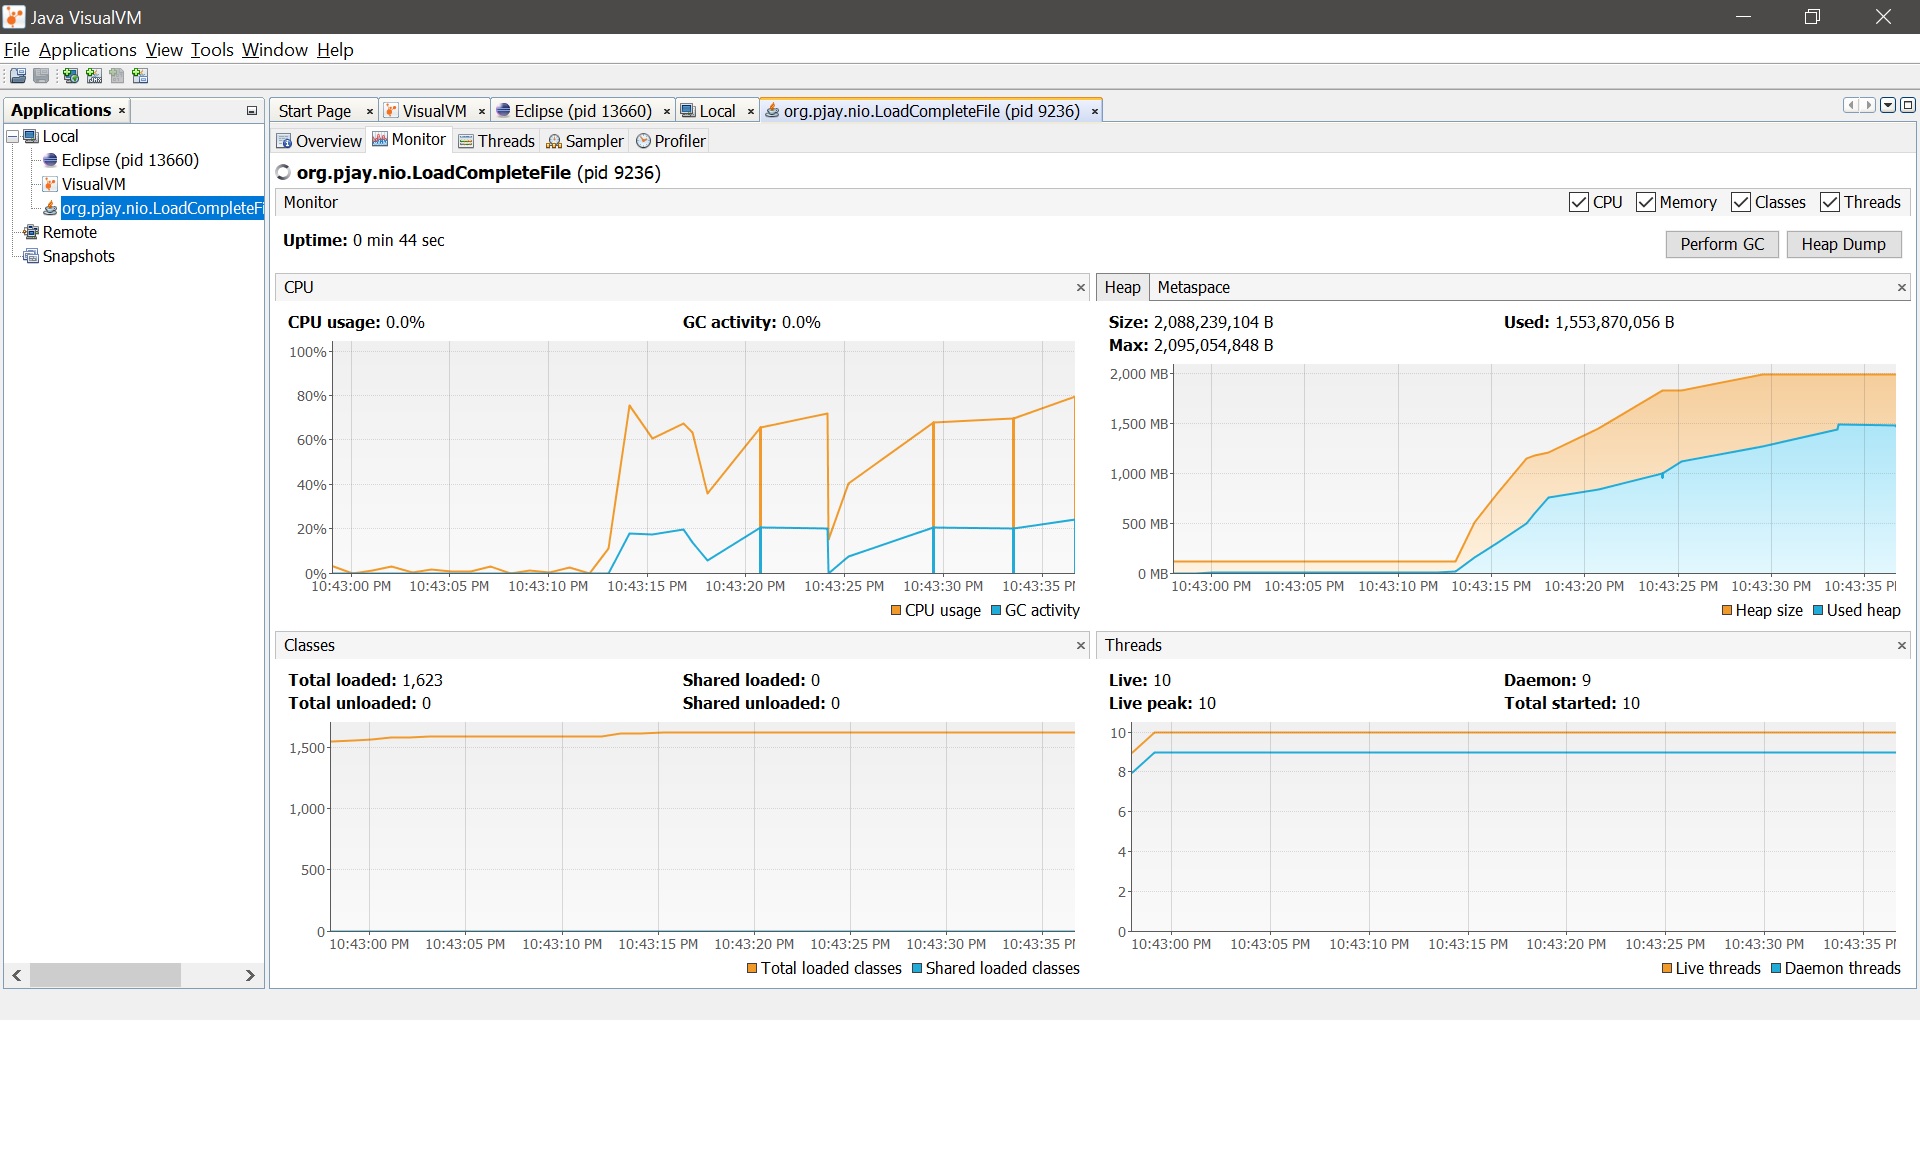 Java VisualVM
File Applications View Tools Window Help
Applications
Local
Eclipse (pid 13660)
VisualVM
org.pjay.nio.LoadCompleteFi
Remote
Snapshots
Start Page VisualVM Eclipse (pid 13660) Local org.pjay.nio.LoadCompleteFile (pid 9236)
Overview Monitor Threads Sampler Profiler
org.pjay.nio.LoadCompleteFile (pid 9236)
Monitor CPU Memory Classes Threads
Uptime: 0 min 44 sec
Perform GC Heap Dump
CPU
CPU usage: 0.0% GC activity: 0.0%
100%
80%
60%
40%
20%
0%
10:43:00 PM 10:43:05 PM 10:43:10 PM 10:43:15 PM 10:43:20 PM 10:43:25 PM 10:43:30 PM 10:43:35 PM
CPU usage GC activity
Heap Metaspace
Size: 2,088,239,104 B Used: 1,553,870,056 B
Max: 2,095,054,848 B
2,000 MB
1,500 MB
1,000 MB
500 MB
0 MB
10:43:00 PM 10:43:05 PM 10:43:10 PM 10:43:15 PM 10:43:20 PM 10:43:25 PM 10:43:30 PM 10:43:35 PM
Heap size Used heap
Classes
Total loaded: 1,623 Shared loaded: 0
Total unloaded: 0 Shared unloaded: 0
1,500
1,000
500
0
10:43:00 PM 10:43:05 PM 10:43:10 PM 10:43:15 PM 10:43:20 PM 10:43:25 PM 10:43:30 PM 10:43:35 PM
Total loaded classes Shared loaded classes
Threads
Live: 10 Daemon: 9
Live peak: 10 Total started: 10
10
8
6
4
2
0
10:43:00 PM 10:43:05 PM 10:43:10 PM 10:43:15 PM 10:43:20 PM 10:43:25 PM 10:43:30 PM 10:43:35 PM
Live threads Daemon threads